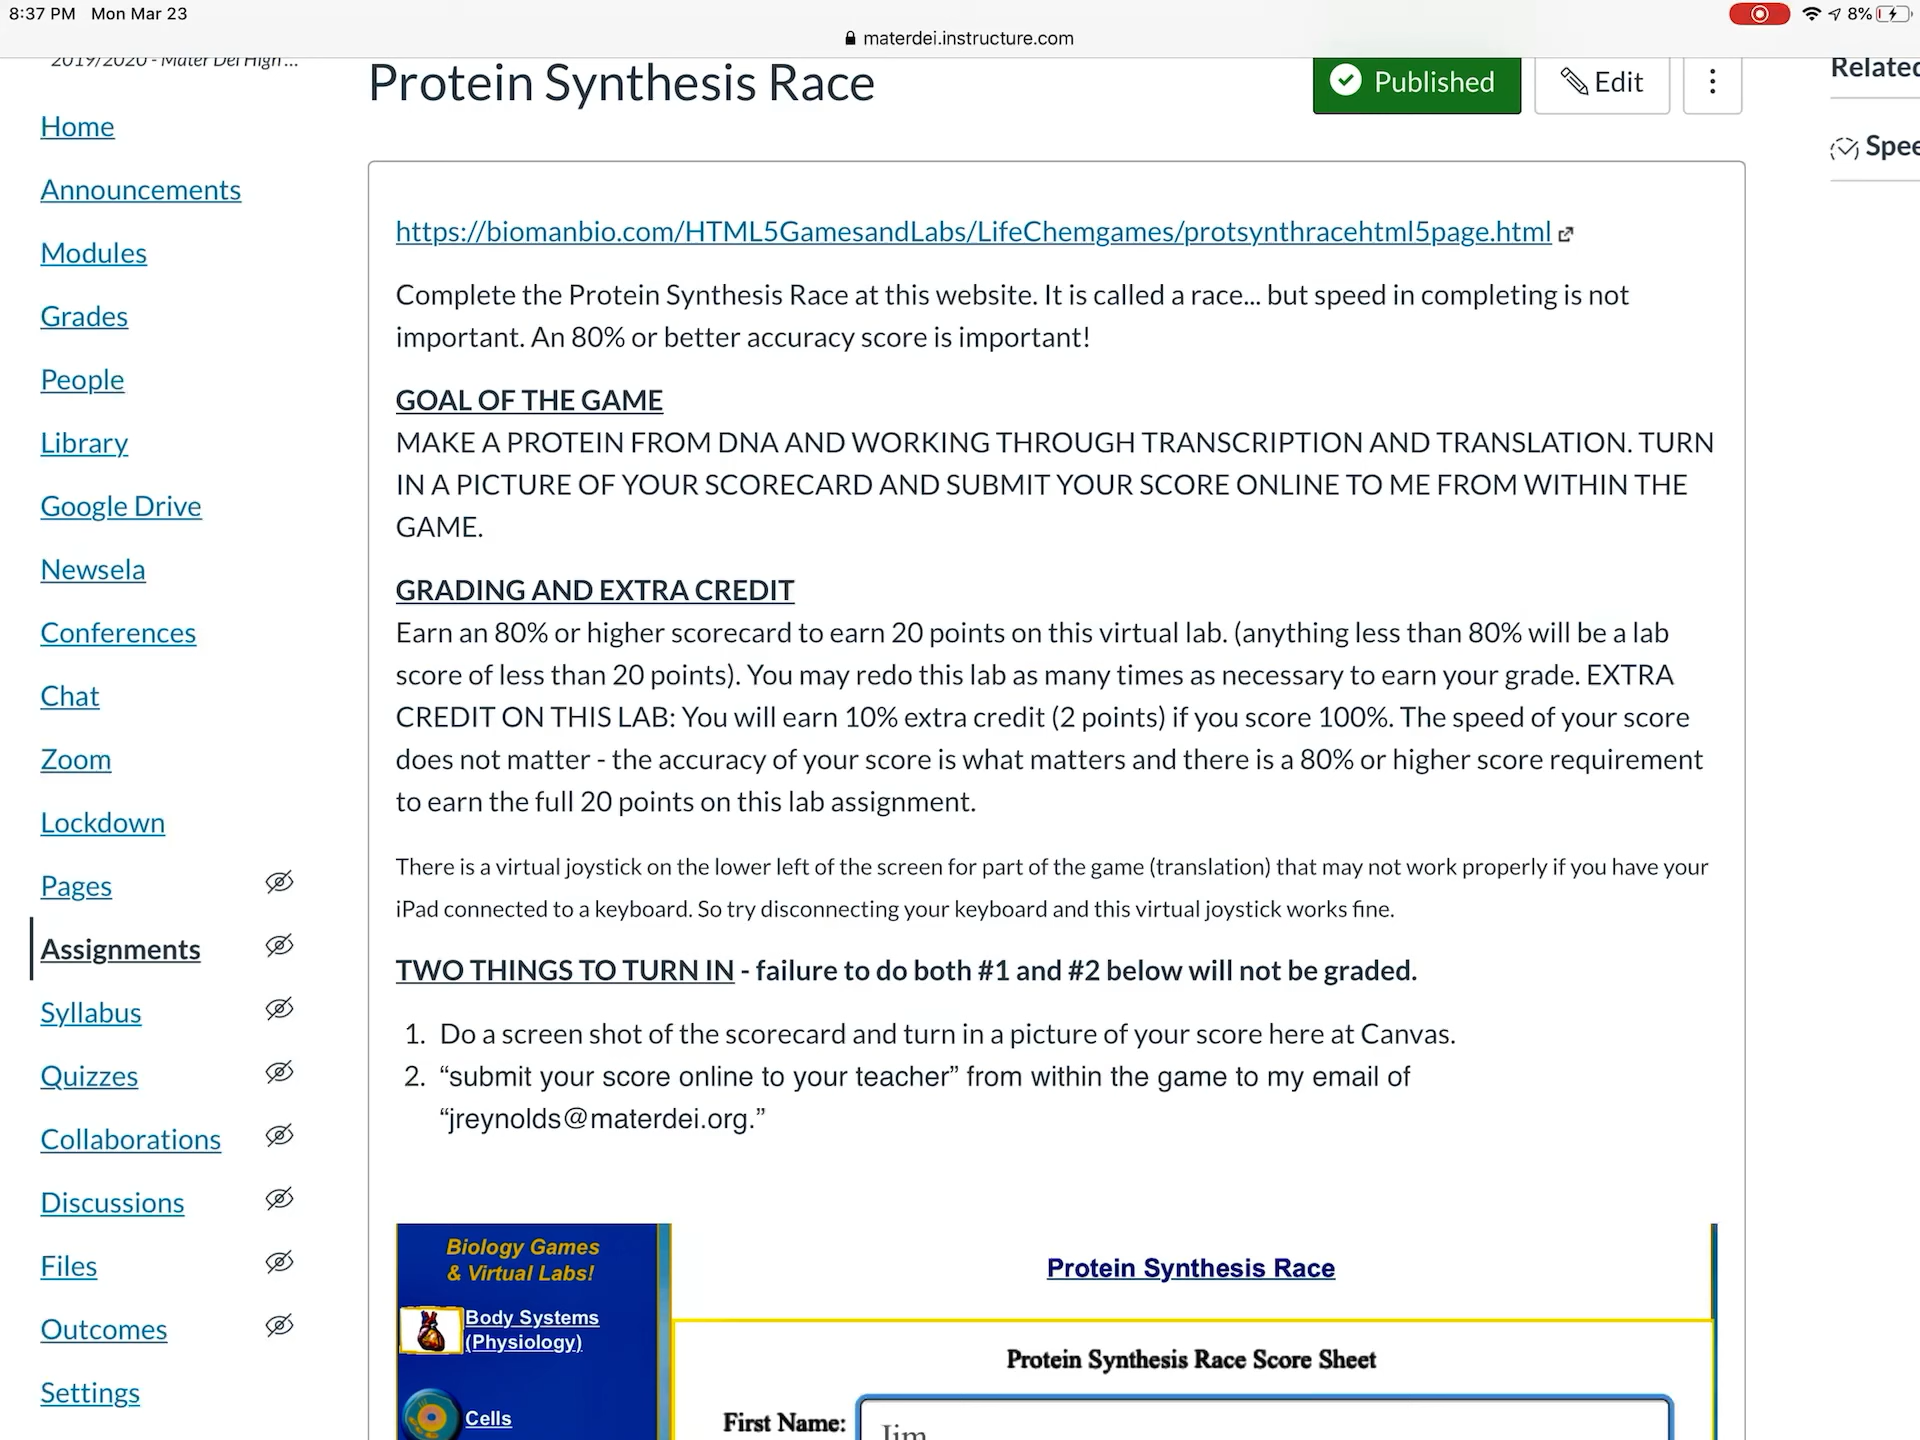 8:37 PM Mon Mar 23
8%
materdei.instructure.com
2019/2020 - Mater Dei High ...
Protein Synthesis Race
Published
Edit
Home
Announcements
Modules
Grades
People
Library
Google Drive
Newsela
Conferences
Chat
Zoom
Lockdown
Pages
Assignments
Syllabus
Quizzes
Collaborations
Discussions
Files
Outcomes
Settings
https://biomanbio.com/HTML5GamesandLabs/LifeChemgames/protsynthracehtml5page.html
Complete the Protein Synthesis Race at this website. It is called a race... but speed in completing is not
important. An 80% or better accuracy score is important!
GOAL OF THE GAME
MAKE A PROTEIN FROM DNA AND WORKING THROUGH TRANSCRIPTION AND TRANSLATION. TURN
IN A PICTURE OF YOUR SCORECARD AND SUBMIT YOUR SCORE ONLINE TO ME FROM WITHIN THE
GAME.
GRADING AND EXTRA CREDIT
Earn an 80% or higher scorecard to earn 20 points on this virtual lab. (anything less than 80% will be a lab
score of less than 20 points). You may redo this lab as many times as necessary to earn your grade. EXTRA
CREDIT ON THIS LAB: You will earn 10% extra credit (2 points) if you score 100%. The speed of your score
does not matter - the accuracy of your score is what matters and there is a 80% or higher score requirement
to earn the full 20 points on this lab assignment.
There is a virtual joystick on the lower left of the screen for part of the game (translation) that may not work properly if you have your
iPad connected to a keyboard. So try disconnecting your keyboard and this virtual joystick works fine.
TWO THINGS TO TURN IN - failure to do both #1 and #2 below will not be graded.
1. Do a screen shot of the scorecard and turn in a picture of your score here at Canvas.
2. “submit your score online to your teacher” from within the game to my email of
“jreynolds@materdei.org.”
Biology Games
& Virtual Labs!
Body Systems
(Physiology)
Cells
Protein Synthesis Race
Protein Synthesis Race Score Sheet
First Name:
Jim
Related
Spee